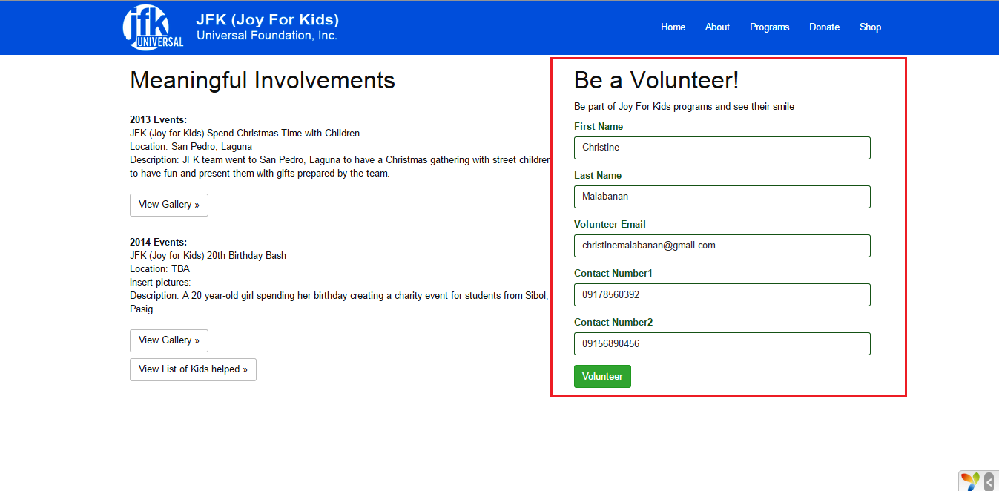 jfk
UNIVERSAL
JFK (Joy For Kids)
Universal Foundation, Inc.
Home About Programs Donate Shop
Meaningful Involvements
2013 Events:
JFK (Joy for Kids) Spend Christmas Time with Children.
Location: San Pedro, Laguna
Description: JFK team went to San Pedro, Laguna to have a Christmas gathering with street children
to have fun and present them with gifts prepared by the team.
View Gallery »
2014 Events:
JFK (Joy for Kids) 20th Birthday Bash
Location: TBA
insert pictures:
Description: A 20 year-old girl spending her birthday creating a charity event for students from Sibol,
Pasig.
View Gallery »
View List of Kids helped »
Be a Volunteer!
Be part of Joy For Kids programs and see their smile
First Name
Christine
Last Name
Malabanan
Volunteer Email
christinemalabanan@gmail.com
Contact Number1
09178560392
Contact Number2
09156890456
Volunteer